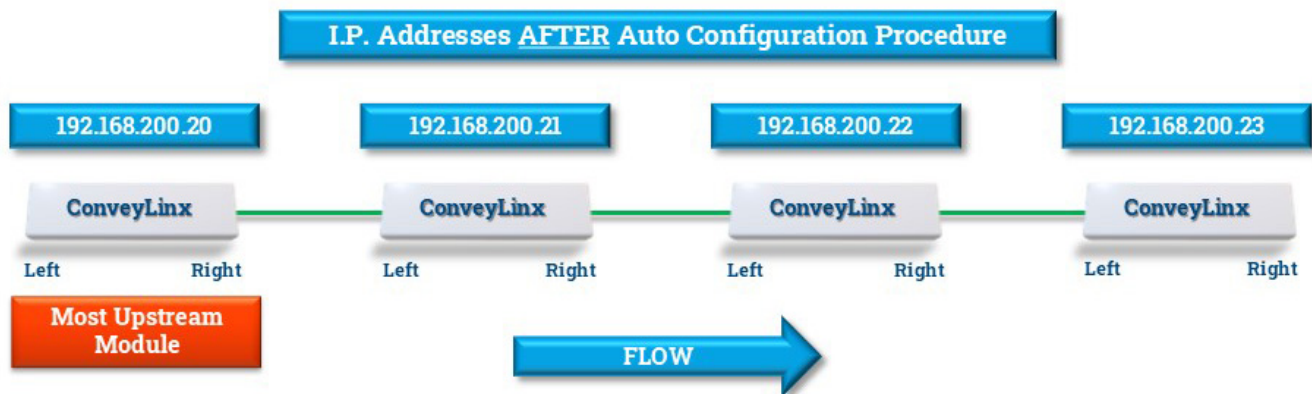 I.P. Addresses AFTER Auto Configuration Procedure
192.168.200.20 192.168.200.21 192.168.200.22 192.168.200.23
ConveyLinx ConveyLinx ConveyLinx ConveyLinx
Left Right Left Right Left Right Left Right
Most Upstream
Module
FLOW